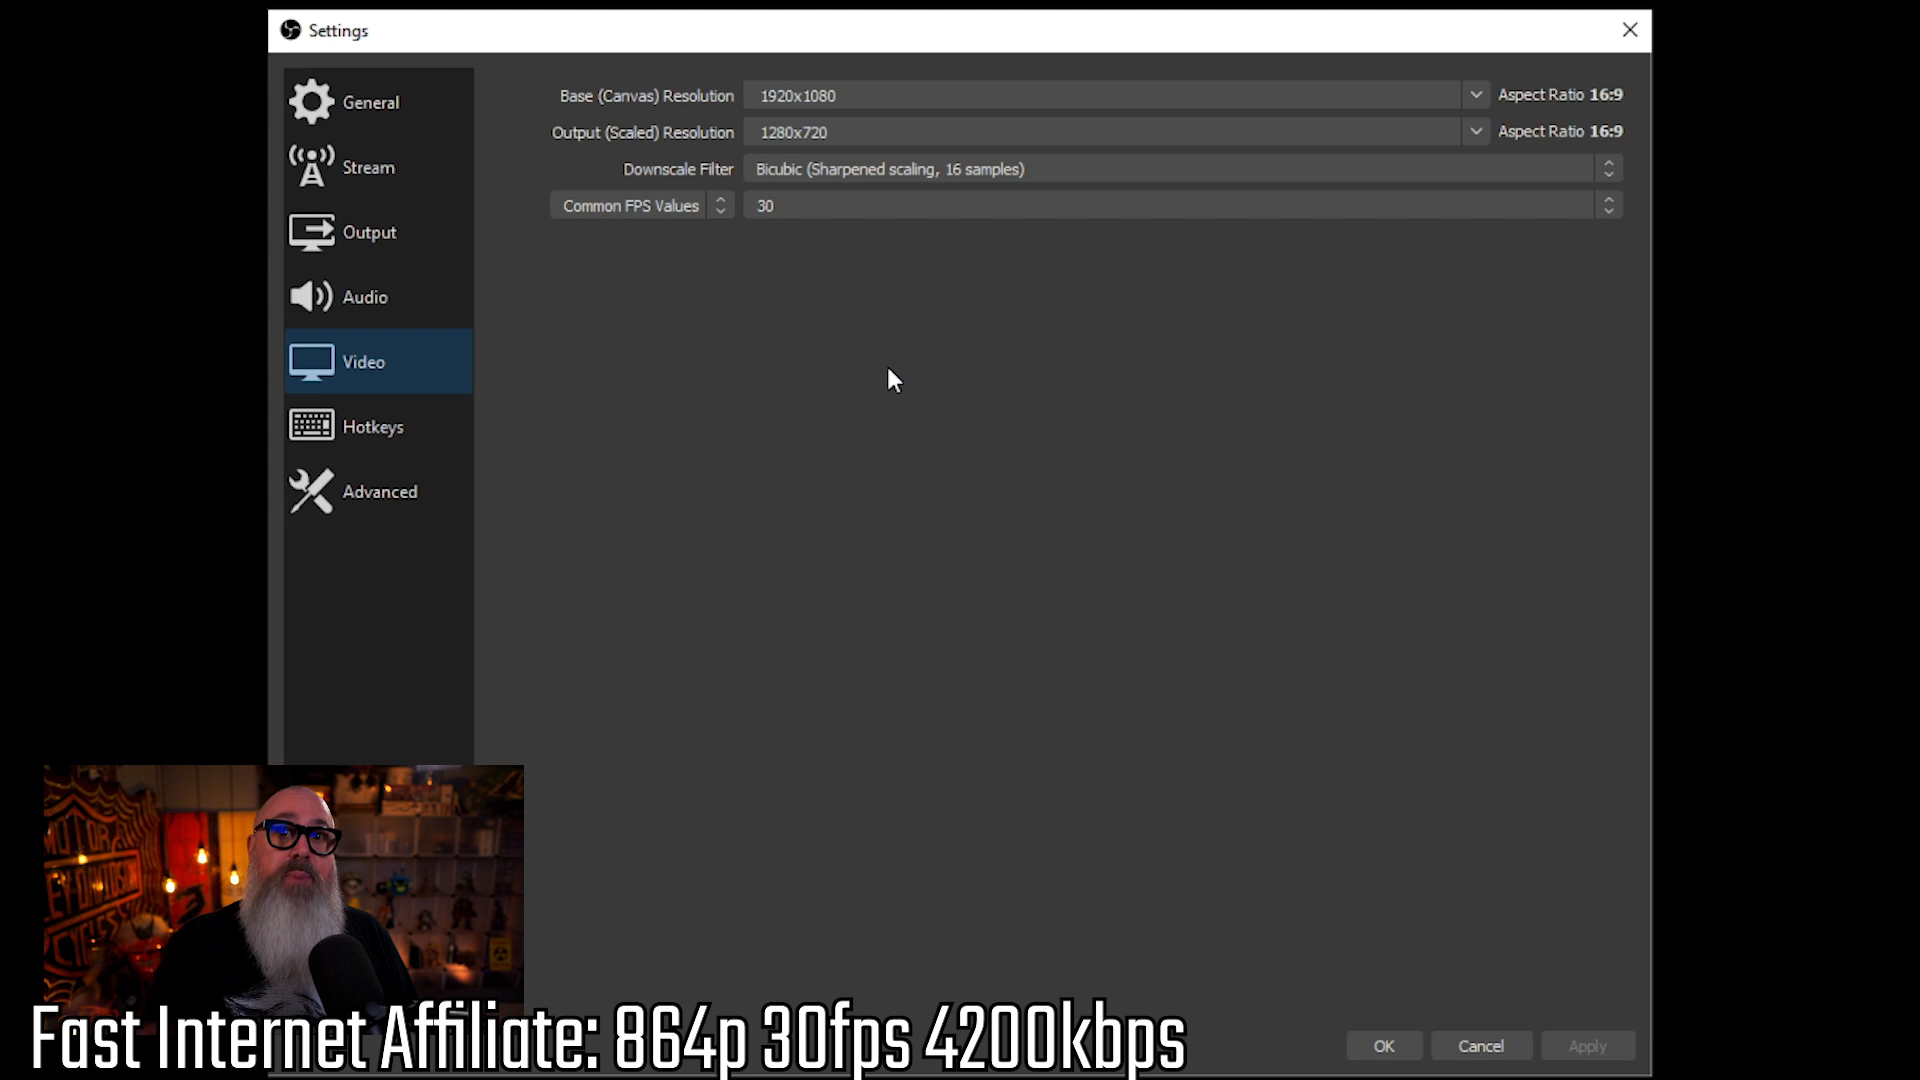 Settings
General
Stream
Output
Audio
Video
Hotkeys
Advanced
Base (Canvas) Resolution 1920x1080 Aspect Ratio 16:9
Output (Scaled) Resolution 1280x720 Aspect Ratio 16:9
Downscale Filter Bicubic (Sharpened scaling, 16 samples)
Common FPS Values 30
MOTOR
CYCLES
Fast Internet Affiliate: 864p 30fps 4200kbps
OK Cancel Apply